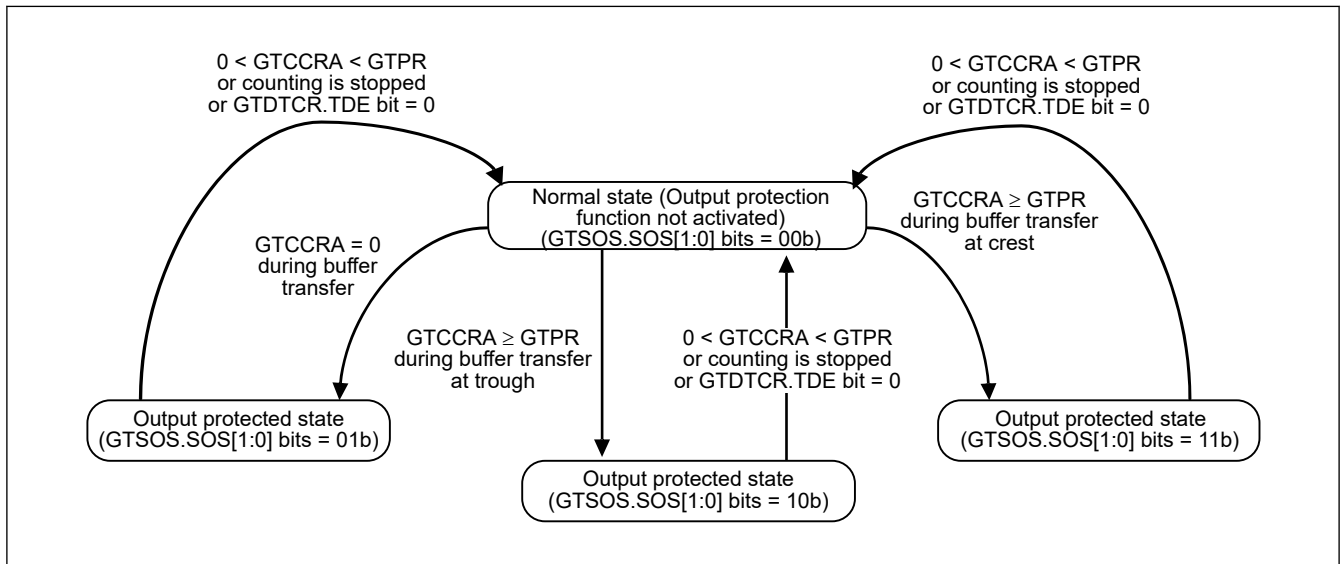 0 < GTCCRA < GTPR
or counting is stopped
or GTDTCR.TDE bit = 0
0 < GTCCRA < GTPR
or counting is stopped
or GTDTCR.TDE bit = 0
Normal state (Output protection
function not activated)
(GTSOS.SOS[1:0] bits = 00b)
GTCCRA ≥ GTPR
during buffer transfer
at crest
GTCCRA = 0
during buffer
transfer
GTCCRA ≥ GTPR
during buffer transfer
at trough
0 < GTCCRA < GTPR
or counting is stopped
or GTDTCR.TDE bit = 0
Output protected state
(GTSOS.SOS[1:0] bits = 01b)
Output protected state
(GTSOS.SOS[1:0] bits = 10b)
Output protected state
(GTSOS.SOS[1:0] bits = 11b)